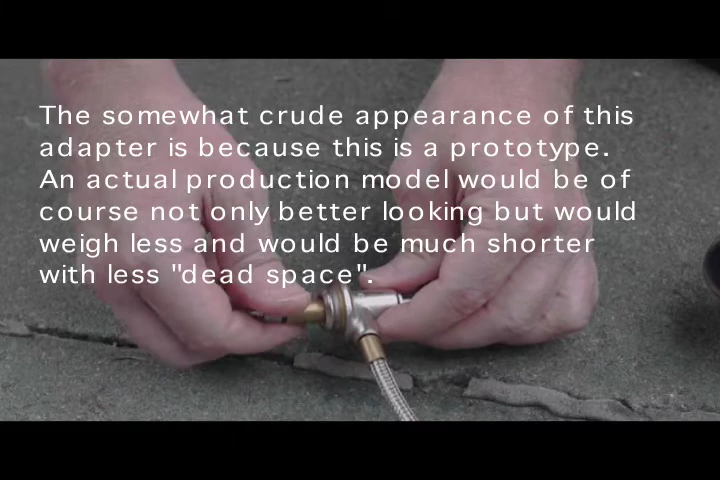 The somewhat crude appearance of this
adapter is because this is a prototype.
An actual production model would be of
course not only better looking but would
weigh less and would be much shorter
with less "dead space".